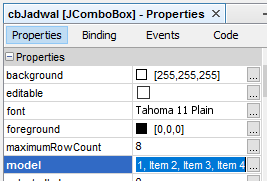 cbJadwal [JComboBox] - Properties
Properties Binding Events Code
Properties
background [255,255,255] ...
editable ...
font Tahoma 11 Plain ...
foreground [0,0,0] ...
maximumRowCount 8 ...
model 1, Item 2, Item 3, Item 4 ...